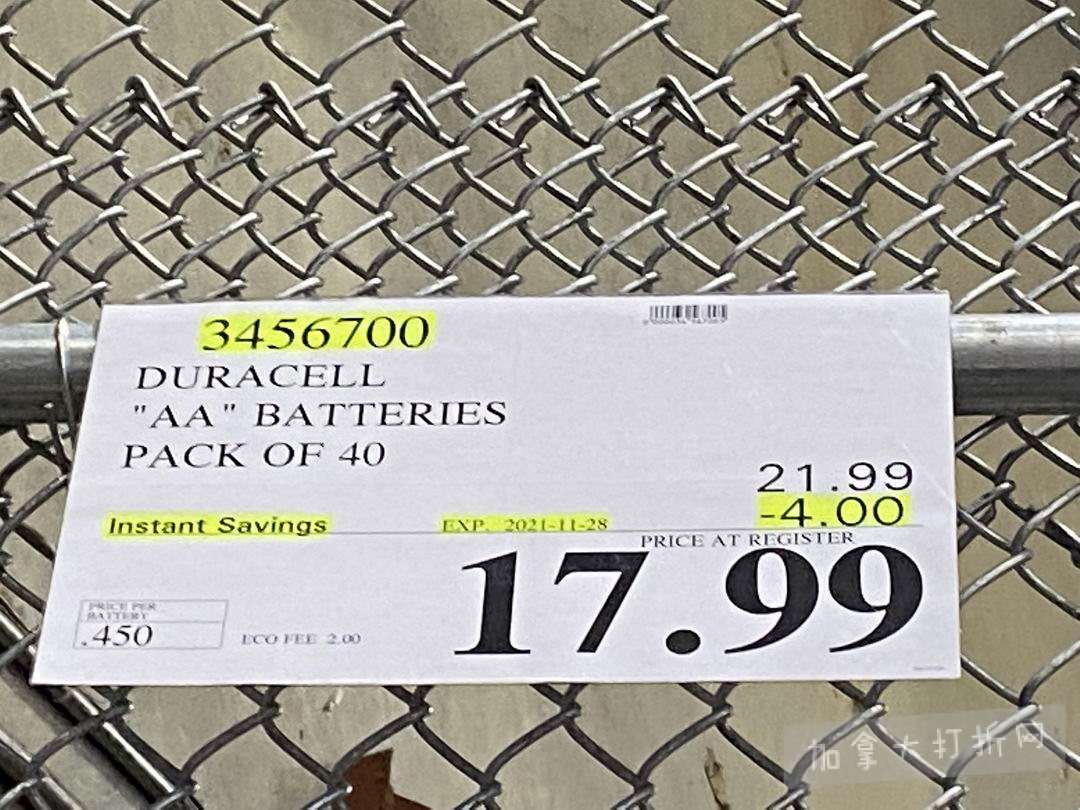 3456700
DURACELL
"AA" BATTERIES
PACK OF 40
21.99
-4.00
Instant Savings
EXP. 2021-11-28
PRICE AT REGISTER
17.99
PRICE PER
BATTERY
.450
ECO FEE 2.00
加拿大打折网